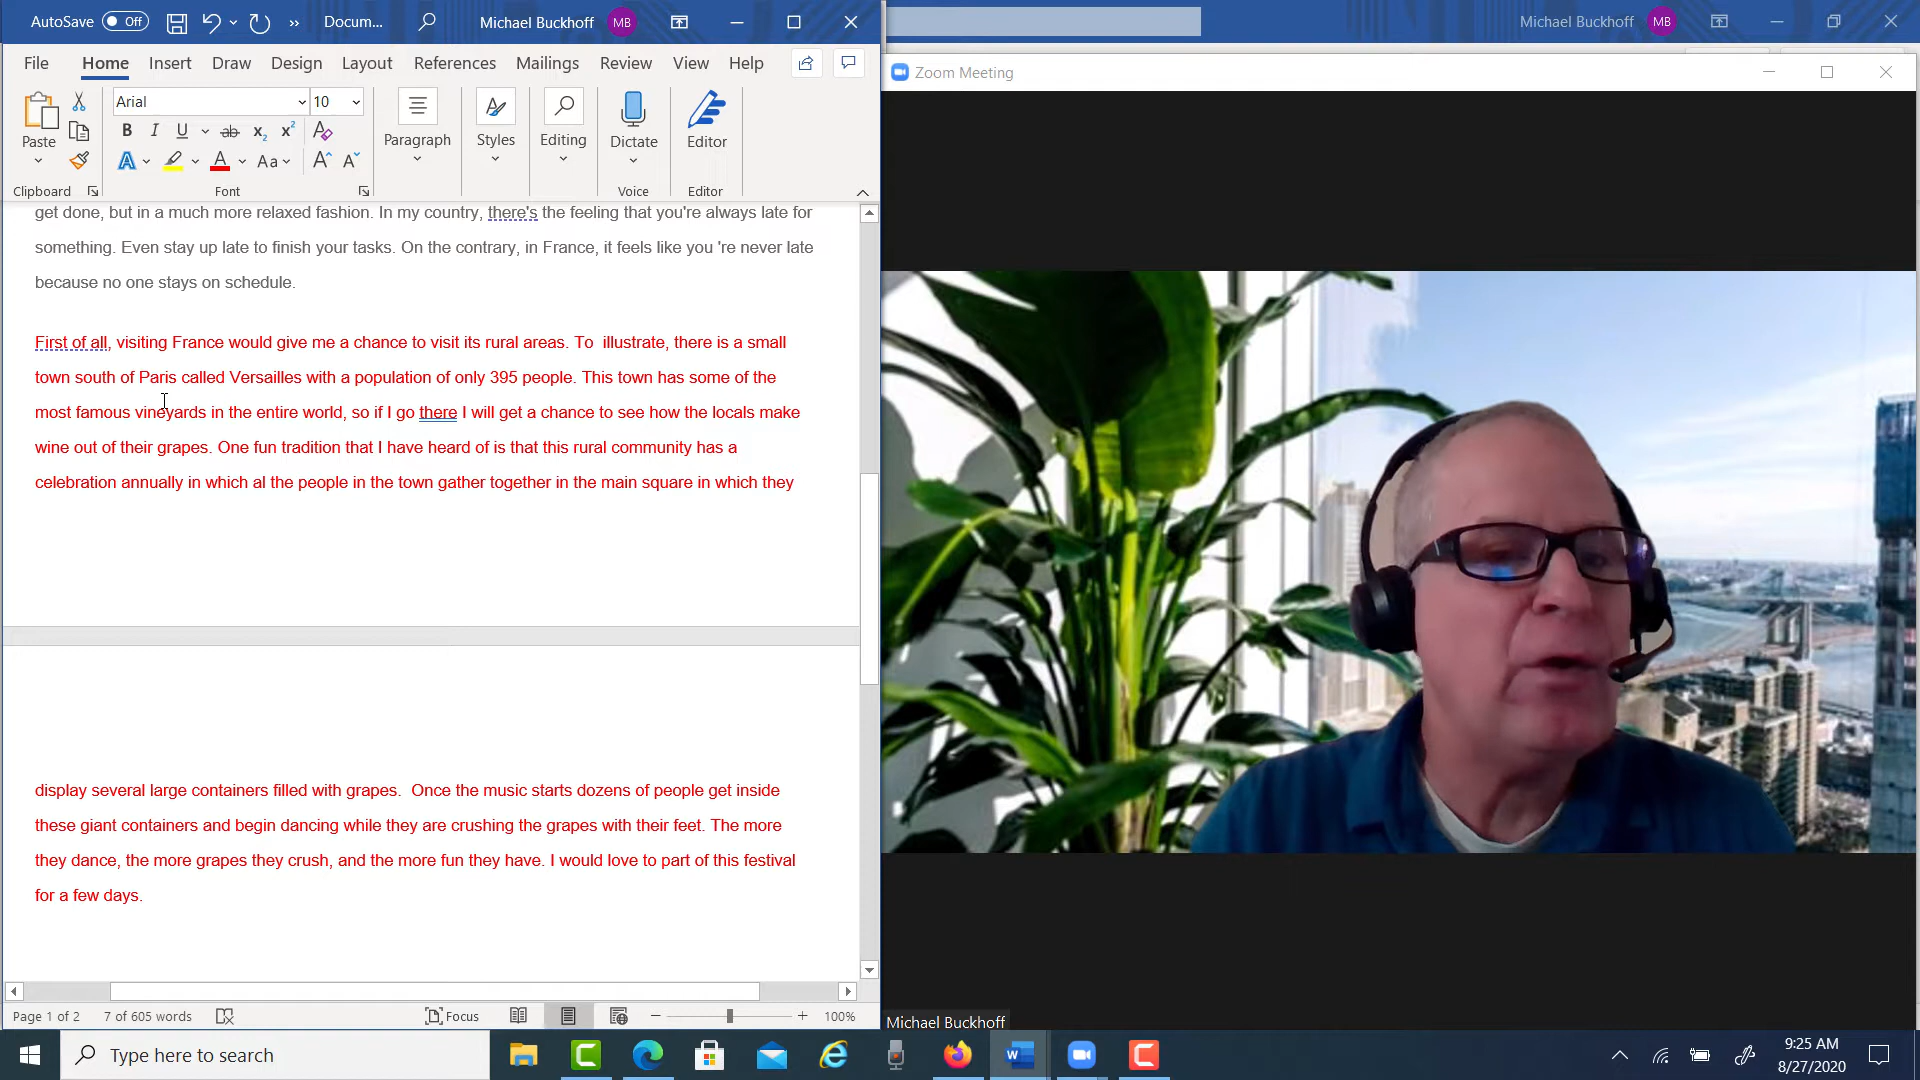 AutoSave Off Docum... Michael Buckhoff MB
Michael Buckhoff MB
File Home Insert Draw Design Layout References Mailings Review View Help
Zoom Meeting
Arial 10
Paste Paragraph Styles Editing Dictate Editor
Clipboard Font Voice Editor
get done, but in a much more relaxed fashion. In my country, there's the feeling that you're always late for
something. Even stay up late to finish your tasks. On the contrary, in France, it feels like you 're never late
because no one stays on schedule.
First of all, visiting France would give me a chance to visit its rural areas. To illustrate, there is a small
town south of Paris called Versailles with a population of only 395 people. This town has some of the
most famous vineyards in the entire world, so if I go there I will get a chance to see how the locals make
wine out of their grapes. One fun tradition that I have heard of is that this rural community has a
celebration annually in which al the people in the town gather together in the main square in which they
display several large containers filled with grapes. Once the music starts dozens of people get inside
these giant containers and begin dancing while they are crushing the grapes with their feet. The more
they dance, the more grapes they crush, and the more fun they have. I would love to part of this festival
for a few days.
Page 1 of 2 7 of 605 words Focus 100%
Michael Buckhoff
Type here to search
9:25 AM
8/27/2020